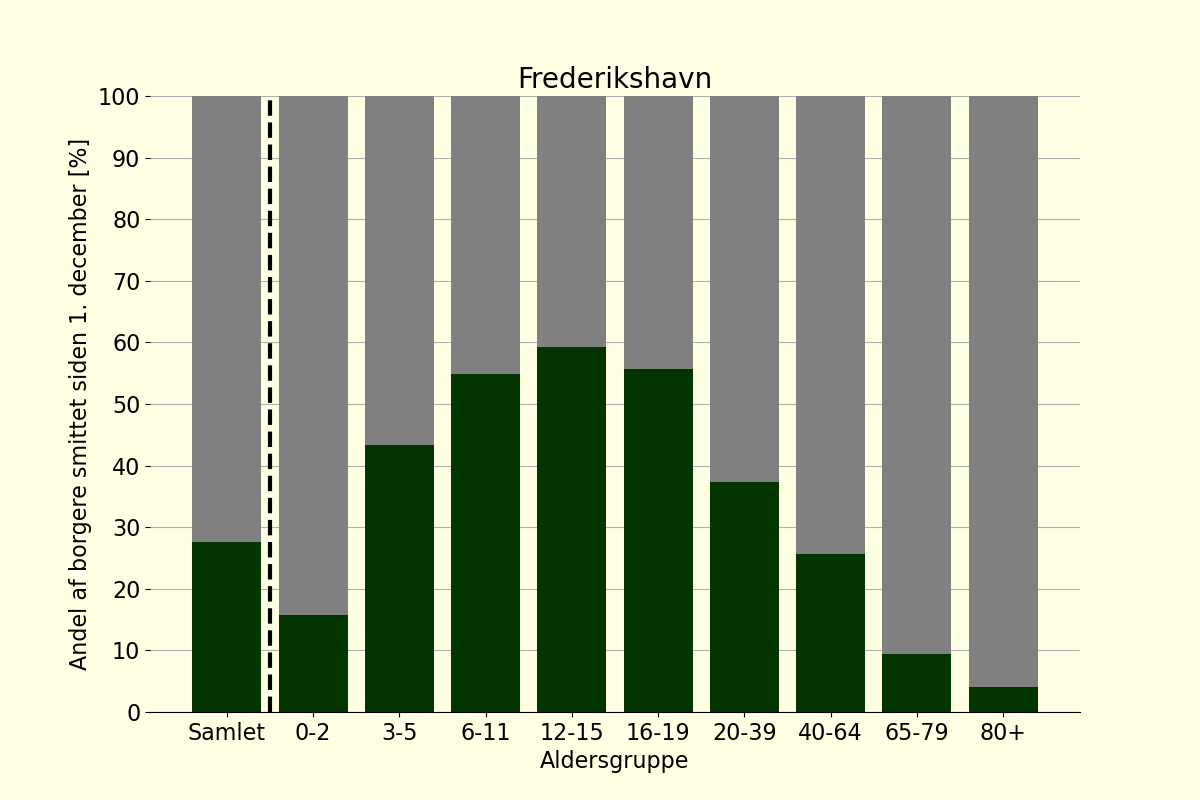 Frederikshavn
Andel af borgere smittet siden 1. december [%]
100
90
80
70
60
50
40
30
20
10
0
Samlet 0-2 3-5 6-11 12-15 16-19 20-39 40-64 65-79 80+
Aldersgruppe